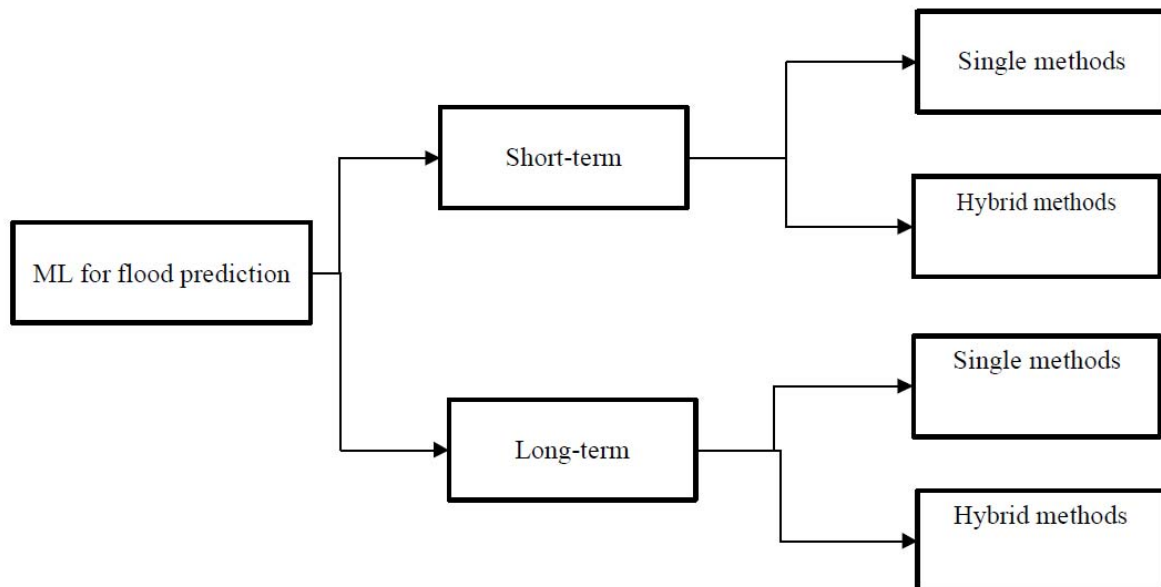 Single methods
Short-term
Hybrid methods
ML for flood prediction
Single methods
Long-term
Hybrid methods